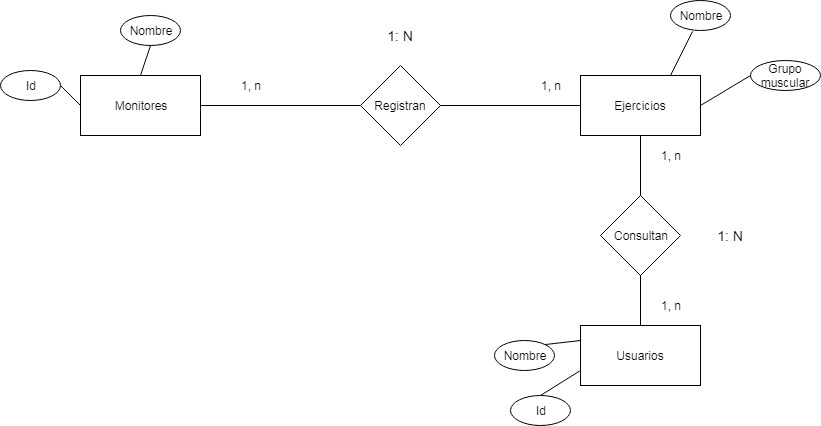 Nombre
Nombre
1: N
Id
Grupo
muscular
1, n
1, n
Monitores
Registran
Ejercicios
1, n
Consultan
1: N
1, n
Nombre
Usuarios
Id